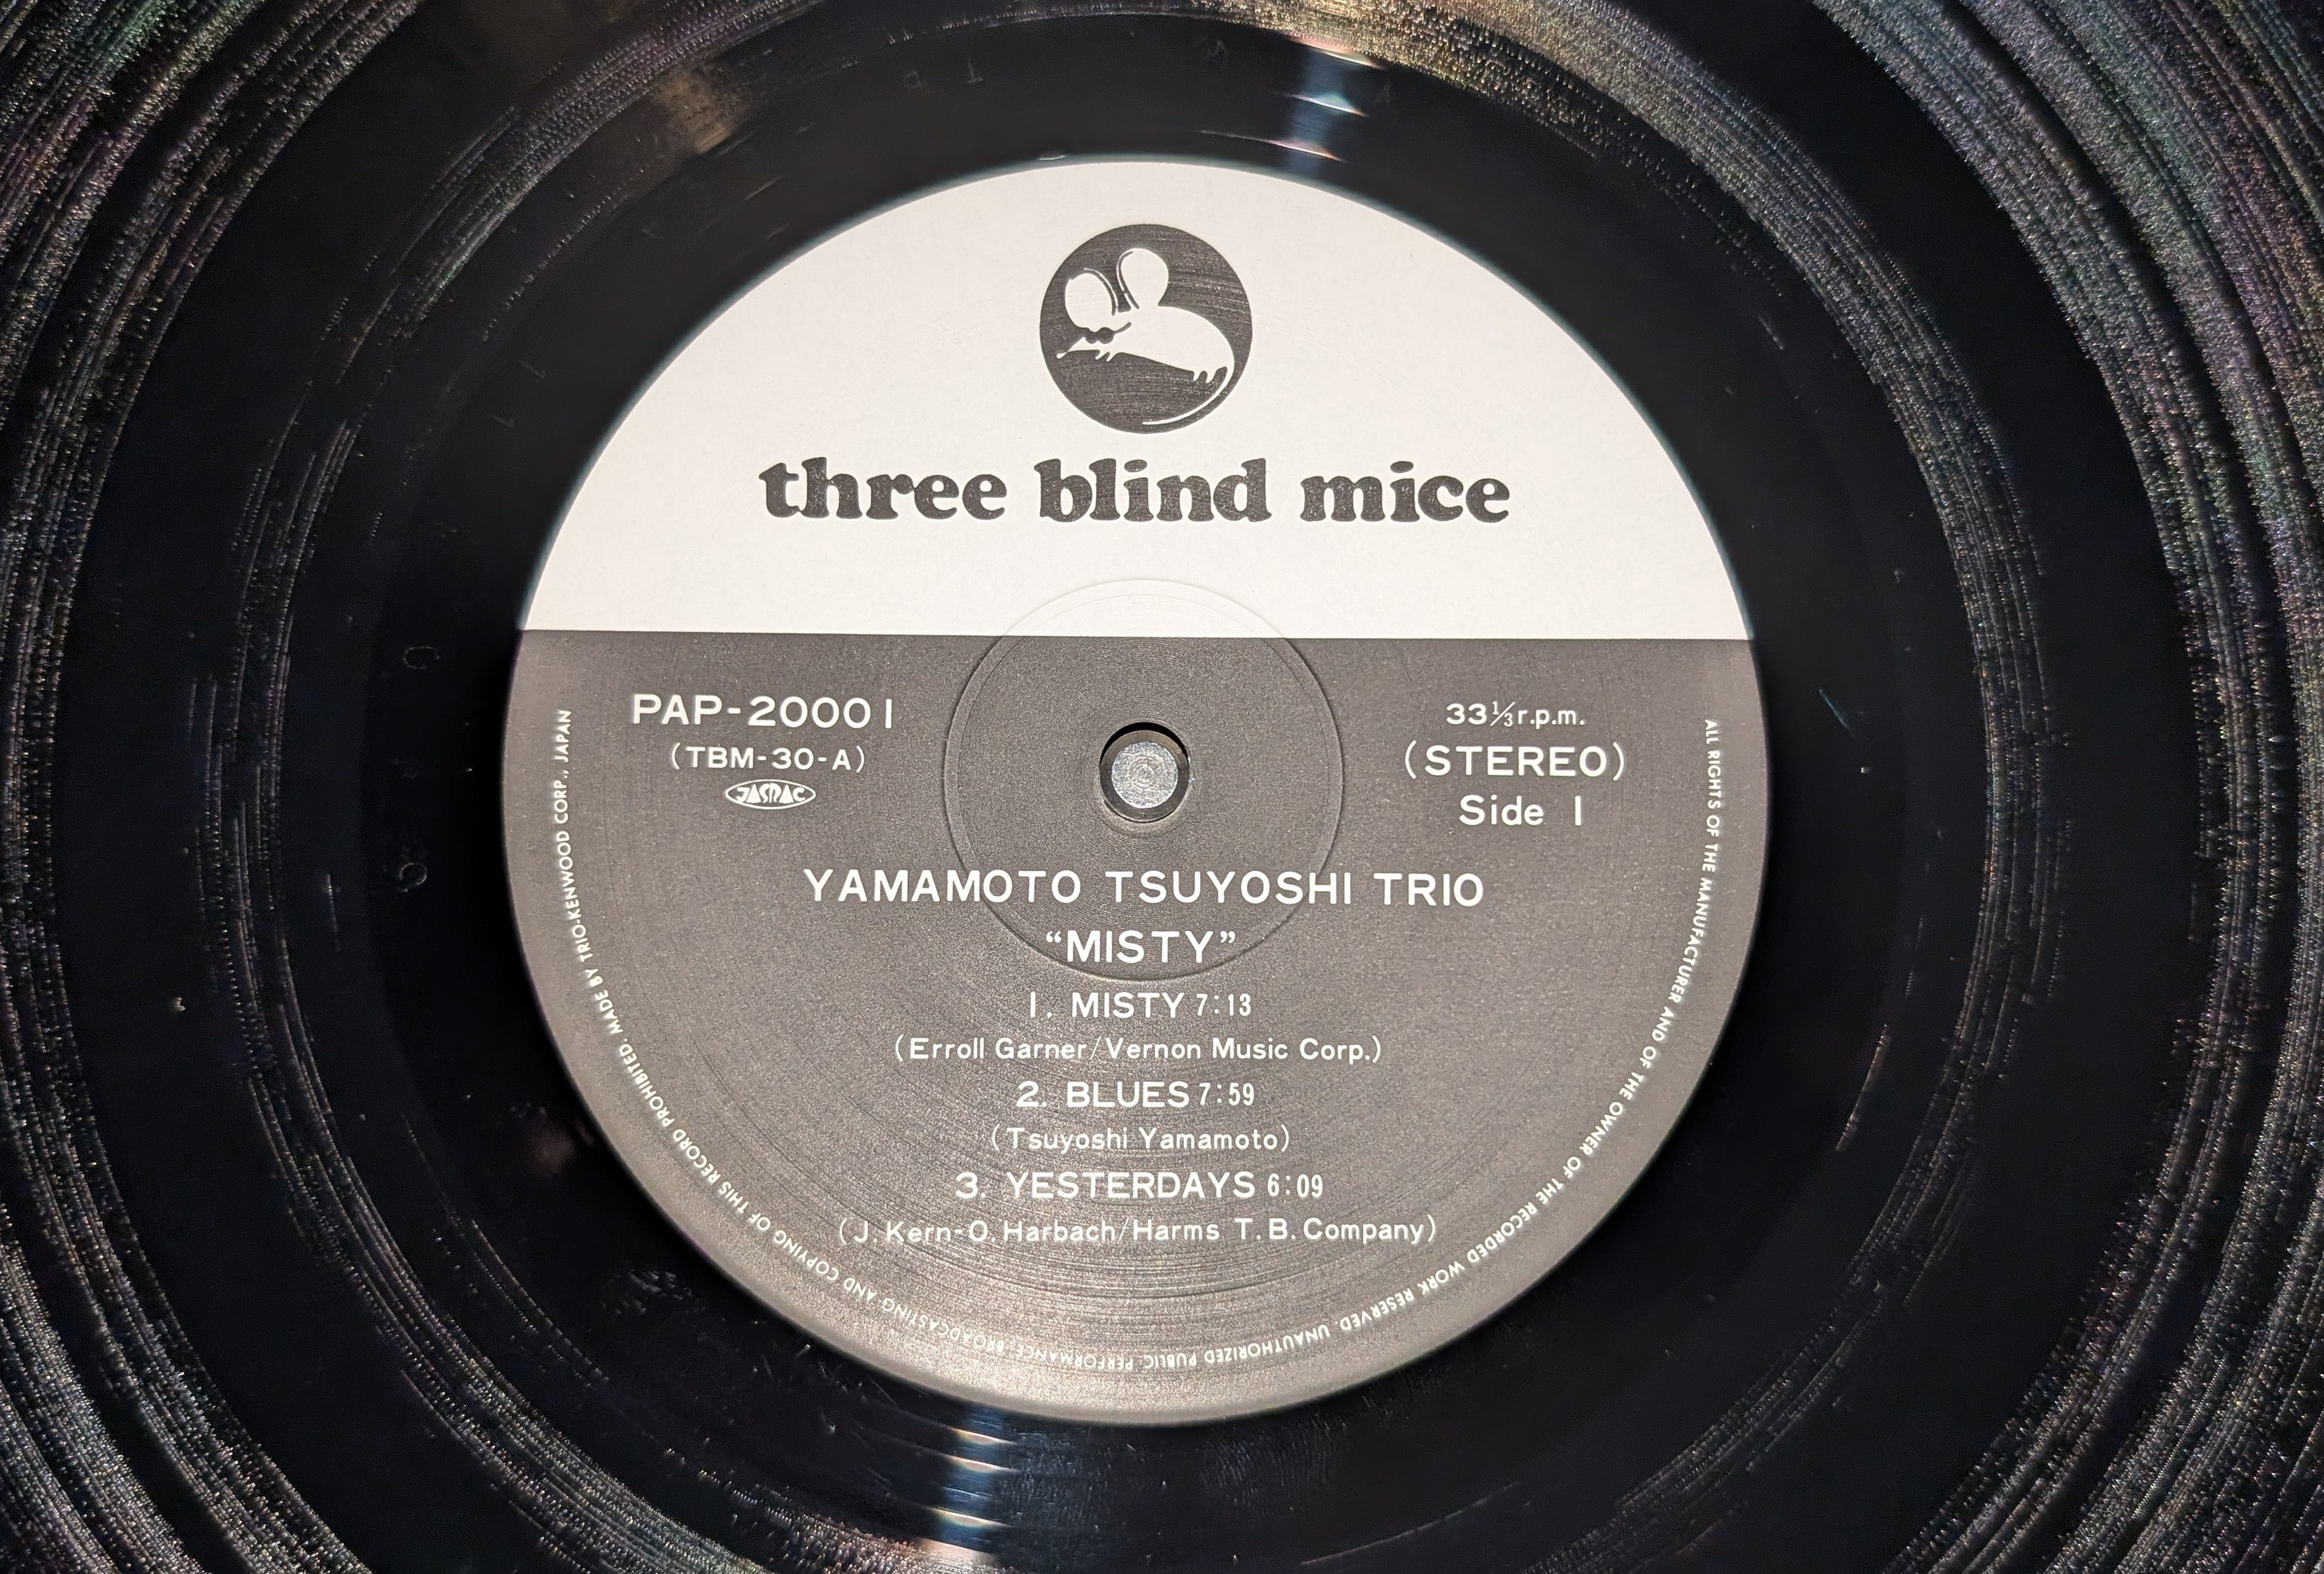 three blind mice
PAP-20001
(TBM-30-A)
JASRAC
33⅓ r.p.m.
(STEREO)
Side 1
YAMAMOTO TSUYOSHI TRIO
“MISTY”
1. MISTY 7:13
(Erroll Garner/Vernon Music Corp.)
2. BLUES 7:59
(Tsuyoshi Yamamoto)
3. YESTERDAYS 6:09
(J. Kern-O. Harbach/Harms T. B. Company)
ALL RIGHTS OF THE MANUFACTURER AND OF THE OWNER OF THE RECORDED WORK RESERVED. UNAUTHORIZED PUBLIC PERFORMANCE, BROADCASTING AND COPYING OF THIS RECORD PROHIBITED. MADE BY TRIO-KENWOOD CORP., JAPAN